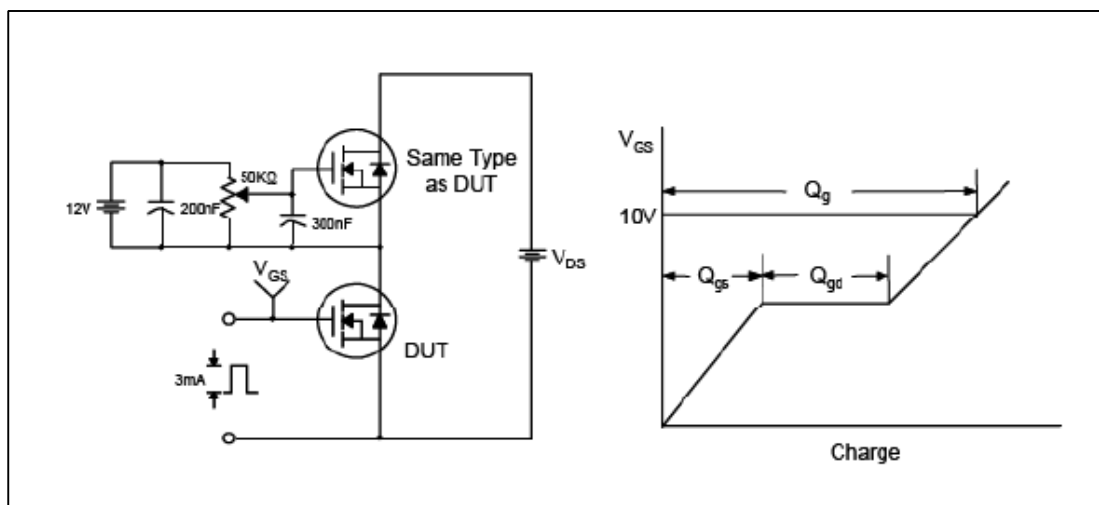 Same Type
as DUT
50KΩ
12V
200nF
300nF
V_GS
V_DS
DUT
3mA
V_GS
Q_g
10V
Q_gs
Q_gd
Charge